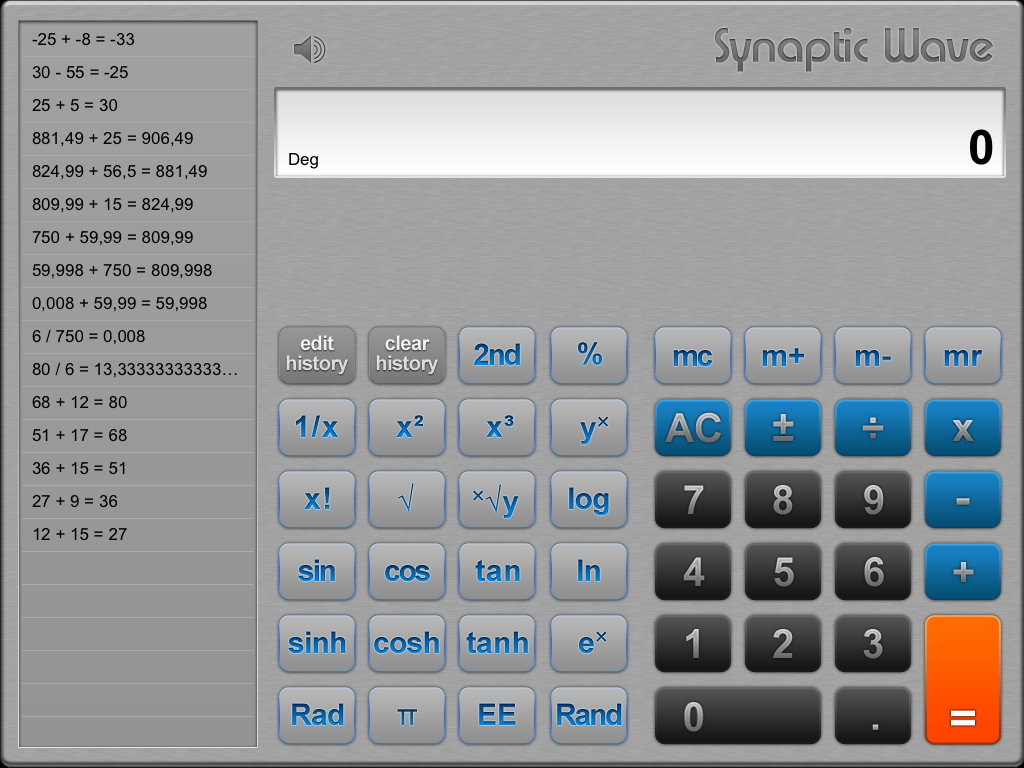 -25 + -8 = -33
30 - 55 = -25
25 + 5 = 30
881,49 + 25 = 906,49
824,99 + 56,5 = 881,49
809,99 + 15 = 824,99
750 + 59,99 = 809,99
59,998 + 750 = 809,998
0,008 + 59,99 = 59,998
6 / 750 = 0,008
80 / 6 = 13,33333333333…
68 + 12 = 80
51 + 17 = 68
36 + 15 = 51
27 + 9 = 36
12 + 15 = 27
Synaptic Wave
0
Deg
edit history
clear history
2nd
%
mc
m+
m-
mr
1/x
x²
x³
yˣ
AC
±
÷
x
x!
√
ˣ√y
log
7
8
9
-
sin
cos
tan
ln
4
5
6
+
sinh
cosh
tanh
eˣ
1
2
3
=
Rad
π
EE
Rand
0
.